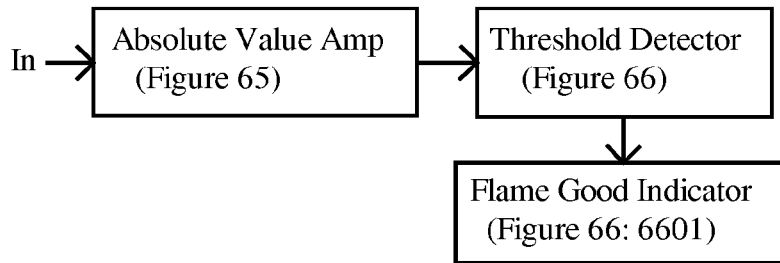 In
Absolute Value Amp
(Figure 65)
Threshold Detector
(Figure 66)
Flame Good Indicator
(Figure 66: 6601)